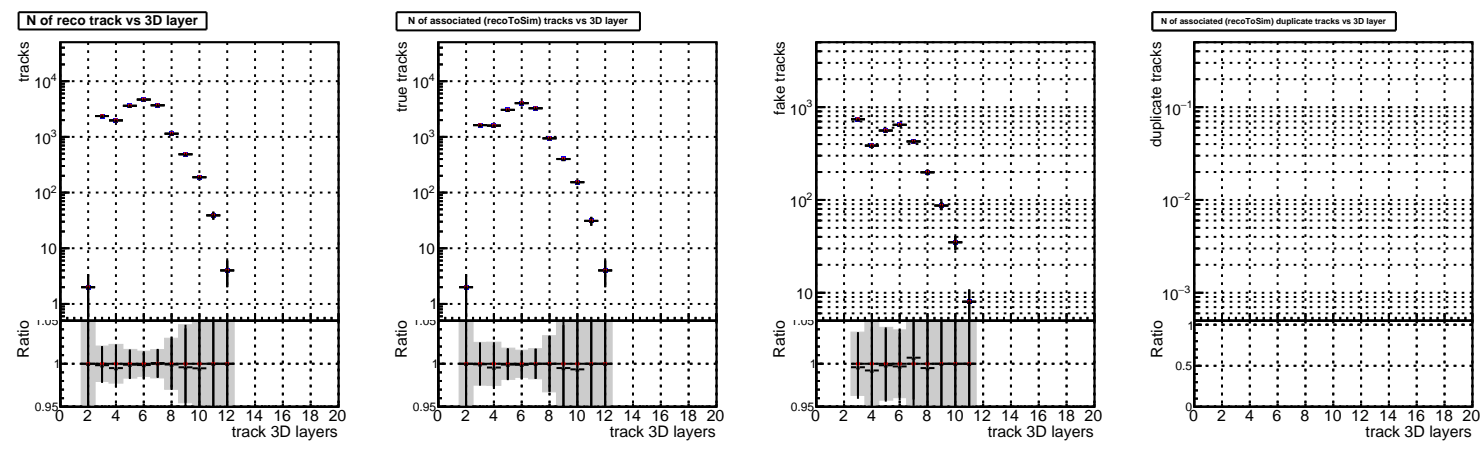 N of reco track vs 3D layer
tracks
10⁴
10³
10²
10
1
1.05
Ratio
1
0.95
0 2 4 6 8 10 12 14 16 18 20
track 3D layers
N of associated (recoToSim) tracks vs 3D layer
true tracks
10⁴
10³
10²
10
1
1.05
Ratio
1
0.95
0 2 4 6 8 10 12 14 16 18 20
track 3D layers
fake tracks
10³
10²
10
1.05
Ratio
1
0.95
0 2 4 6 8 10 12 14 16 18 20
track 3D layers
N of associated (recoToSim) duplicate tracks vs 3D layer
duplicate tracks
10⁻¹
10⁻²
10⁻³
1
Ratio
0.5
0
0 2 4 6 8 10 12 14 16 18 20
track 3D layers